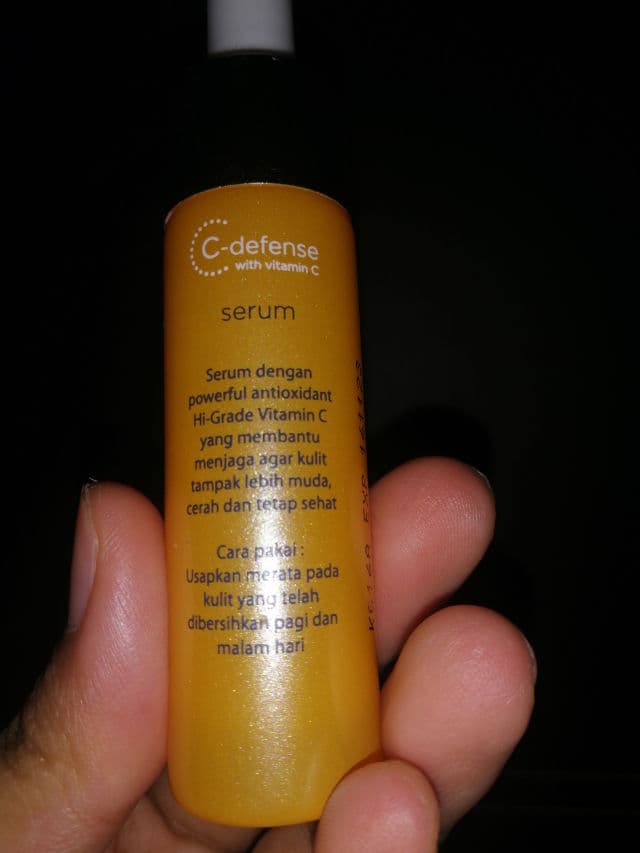 C-defense
with vitamin C
serum
Serum dengan
powerful antioxidant
Hi-Grade Vitamin C
yang membantu
menjaga agar kulit
tampak lebih muda,
cerah dan tetap sehat
Cara pakai :
Usapkan merata pada
kulit yang telah
dibersihkan pagi dan
malam hari
EXP